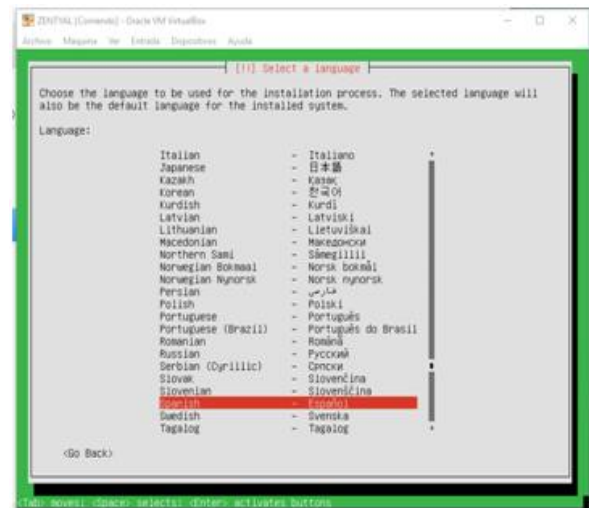 ZENTYAL [Corriendo] - Oracle VM VirtualBox
Archivo Máquina Ver Entrada Dispositivos Ayuda
[!!] Select a language
Choose the language to be used for the installation process. The selected language will
also be the default language for the installed system.
Language:
Italian - Italiano
Japanese - 日本語
Kazakh - Қазақ
Korean - 한국어
Kurdish - Kurdî
Latvian - Latviski
Lithuanian - Lietuviškai
Macedonian - Македонски
Northern Sami - Sámegillii
Norwegian Bokmaal - Norsk bokmål
Norwegian Nynorsk - Norsk nynorsk
Persian - فارسی
Polish - Polski
Portuguese - Português
Portuguese (Brazil) - Português do Brasil
Romanian - Română
Russian - Русский
Serbian (Cyrillic) - Српски
Slovak - Slovenčina
Slovenian - Slovenščina
Spanish - Español
Swedish - Svenska
Tagalog - Tagalog
<Go Back>
<Tab> moves; <Space> selects; <Enter> activates buttons